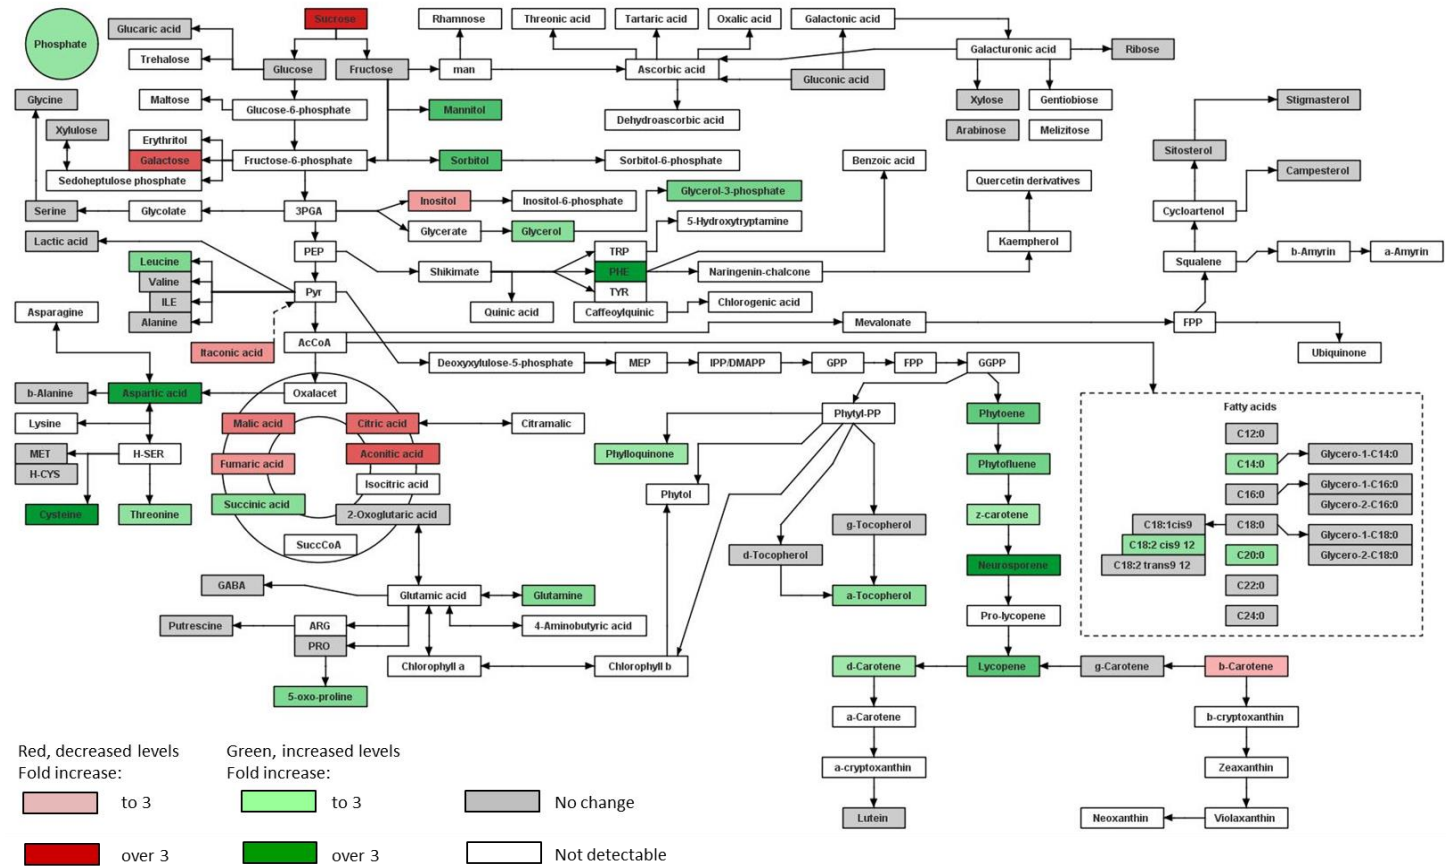 Sucrose
Rhamnose
Threonic acid
Tartaric acid
Oxalic acid
Galactonic acid
Glucaric acid
Phosphate
Galacturonic acid
Ribose
Trehalose
Glucose
Fructose
man
Ascorbic acid
Gluconic acid
Glycine
Maltose
Glucose-6-phosphate
Mannitol
Xylose
Gentiobiose
Stigmasterol
Dehydroascorbic acid
Xylulose
Arabinose
Melizitose
Erythritol
Galactose
Fructose-6-phosphate
Sorbitol
Sorbitol-6-phosphate
Benzoic acid
Sitosterol
Campesterol
Sedoheptulose phosphate
Quercetin derivatives
Glycerol-3-phosphate
Inositol
Inositol-6-phosphate
Serine
Glycolate
3PGA
5-Hydroxytryptamine
Cycloartenol
Glycerate
Glycerol
Lactic acid
Kaempferol
PEP
TRP
b-Amyrin
a-Amyrin
Leucine
Squalene
Shikimate
PHE
Naringenin-chalcone
Valine
Pyr
TYR
ILE
Chlorogenic acid
Asparagine
Quinic acid
Caffeoylquinic
Alanine
Mevalonate
FPP
AcCoA
Itaconic acid
Ubiquinone
Deoxyxylulose-5-phosphate
MEP
IPP/DMAPP
GPP
FPP
GGPP
b-Alanine
Aspartic acid
Oxalacet
Fatty acids
Phytyl-PP
Phytoene
Lysine
Malic acid
Citric acid
Citramalic
C12:0
MET
H-SER
Aconitic acid
Phylloquinone
Glycero-1-C14:0
Fumaric acid
Phytofluene
C14:0
H-CYS
Isocitric acid
Glycero-1-C16:0
Phytol
C16:0
Succinic acid
Glycero-2-C16:0
Cysteine
Threonine
2-Oxoglutaric acid
z-carotene
g-Tocopherol
C18:1cis9
C18:0
Glycero-1-C18:0
SuccCoA
C18:2 cis9 12
d-Tocopherol
C20:0
Glycero-2-C18:0
Neurosporene
C18:2 trans9 12
GABA
C22:0
Glutamic acid
Glutamine
a-Tocopherol
Pro-lycopene
C24:0
Putrescine
ARG
4-Aminobutyric acid
PRO
Chlorophyll a
Chlorophyll b
d-Carotene
Lycopene
g-Carotene
b-Carotene
5-oxo-proline
a-Carotene
b-cryptoxanthin
Red, decreased levels
Fold increase:
Green, increased levels
Fold increase:
a-cryptoxanthin
Zeaxanthin
to 3
to 3
No change
Lutein
Neoxanthin
Violaxanthin
over 3
over 3
Not detectable